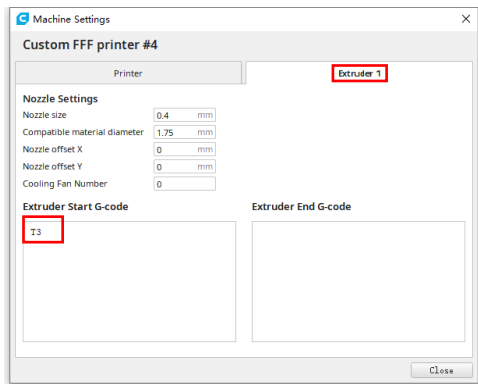 Machine Settings
Custom FFF printer #4
Printer
Extruder 1
Nozzle Settings
Nozzle size 0.4 mm
Compatible material diameter 1.75 mm
Nozzle offset X 0 mm
Nozzle offset Y 0 mm
Cooling Fan Number 0
Extruder Start G-code
Extruder End G-code
T3
Close